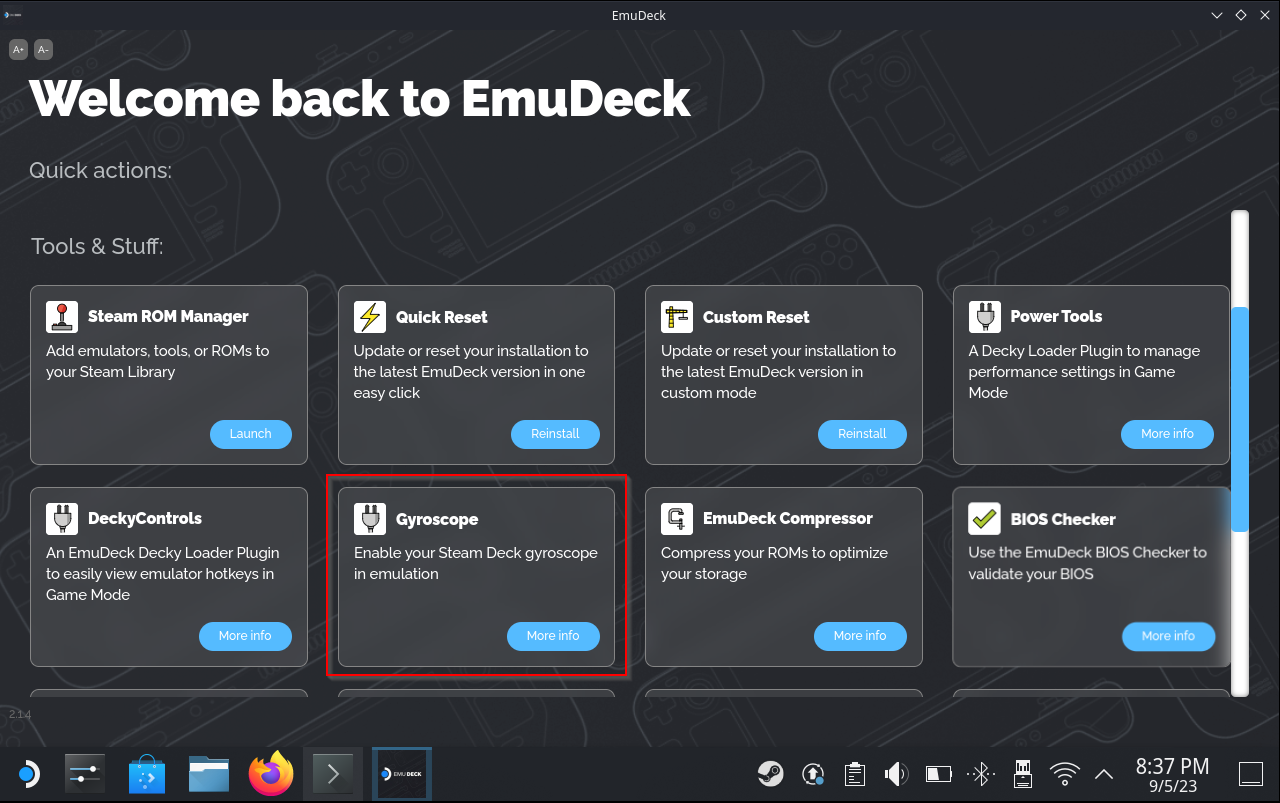 EmuDeck
A+ A-
Welcome back to EmuDeck
Quick actions:
Tools & Stuff:
Steam ROM Manager
Add emulators, tools, or ROMs to
your Steam Library
Launch
Quick Reset
Update or reset your installation to
the latest EmuDeck version in one
easy click
Reinstall
Custom Reset
Update or reset your installation to
the latest EmuDeck version in
custom mode
Reinstall
Power Tools
A Decky Loader Plugin to manage
performance settings in Game
Mode
More info
DeckyControls
An EmuDeck Decky Loader Plugin
to easily view emulator hotkeys in
Game Mode
More info
Gyroscope
Enable your Steam Deck gyroscope
in emulation
More info
EmuDeck Compressor
Compress your ROMs to optimize
your storage
More info
BIOS Checker
Use the EmuDeck BIOS Checker to
validate your BIOS
More info
2.1.4
EMU DECK
8:37 PM
9/5/23